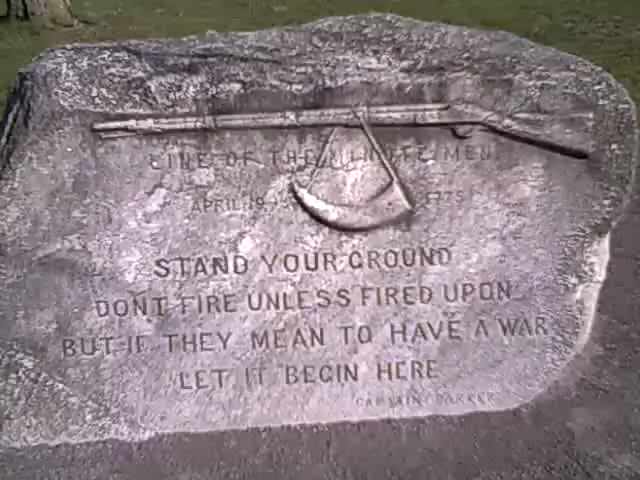 LINE OF THE MINUTE MEN
APRIL 19 1775
STAND YOUR GROUND
DONT FIRE UNLESS FIRED UPON
BUT IF THEY MEAN TO HAVE A WAR
LET IT BEGIN HERE
CAPTAIN PARKER